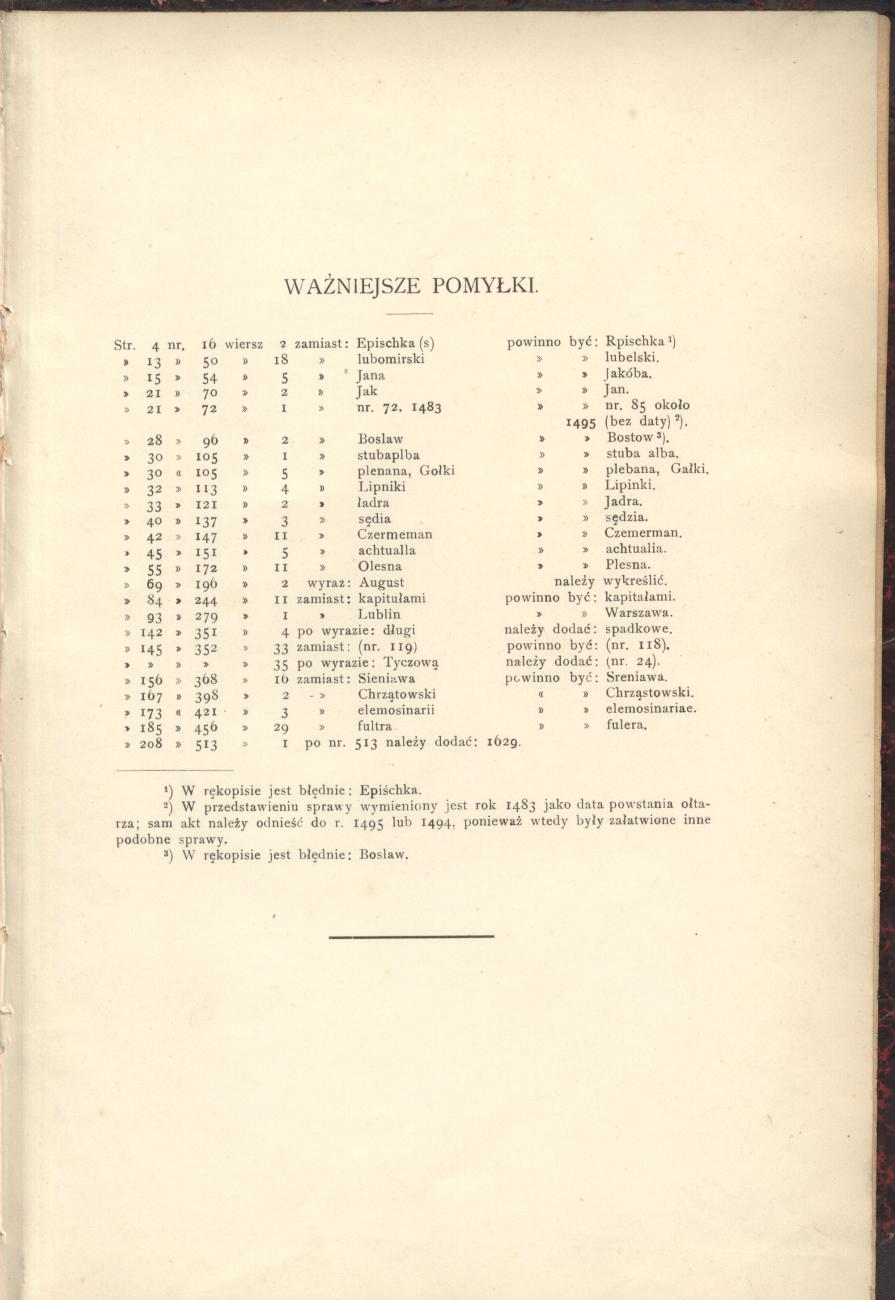 WAŻNIEJSZE POMYŁKI.
Str. 4 nr. 16 wiersz 2 zamiast: Epischka (s) powinno być: Rpischka ¹)
» 13 » 50 » 18 » lubomirski » » lubelski.
» 15 » 54 » 5 » Jana » » Jakóba.
» 21 » 70 » 2 » Jak » » Jan.
» 21 » 72 » 1 » nr. 72. 1483 » » nr. 85 około
1495 (bez daty) ²).
» 28 » 96 » 2 » Boslaw » » Bostow ³).
» 30 » 105 » 1 » stubaplba » » stuba alba.
» 30 « 105 » 5 » plenana, Gołki » » plebana, Gałki.
» 32 » 113 » 4 » Lipniki » » Lipinki.
» 33 » 121 » 2 » ładra » » Jadra.
» 40 » 137 » 3 » sędia » » sędzia.
» 42 » 147 » 11 » Czermeman » » Czemerman.
» 45 » 151 » 5 » achtualla » » achtualia.
» 55 » 172 » 11 » Olesna » » Plesna.
» 69 » 196 » 2 wyraz: August należy wykreślić.
» 84 » 244 » 11 zamiast: kapitułami powinno być: kapitałami.
» 93 » 279 » 1 » Lublin » » Warszawa.
» 142 » 351 » 4 po wyrazie: długi należy dodać: spadkowe.
» 145 » 352 » 33 zamiast: (nr. 119) powinno być: (nr. 118).
» » » » » 35 po wyrazie: Tyczową należy dodać: (nr. 24).
» 156 » 368 » 16 zamiast: Sieniawa powinno być: Sreniawa.
» 167 » 398 » 2 - » Chrzątowski « » Chrząstowski.
» 173 « 421 » 3 » elemosinarii » » elemosinariae.
» 185 » 456 » 29 » fultra » » fulera.
» 208 » 513 » 1 po nr. 513 należy dodać: 1629.
¹) W rękopisie jest błędnie: Epiśchka.
²) W przedstawieniu sprawy wymieniony jest rok 1483 jako data powstania ołta-
rza; sam akt należy odnieść do r. 1495 lub 1494, ponieważ wtedy były załatwione inne
podobne sprawy.
³) W rękopisie jest błędnie: Boslaw.